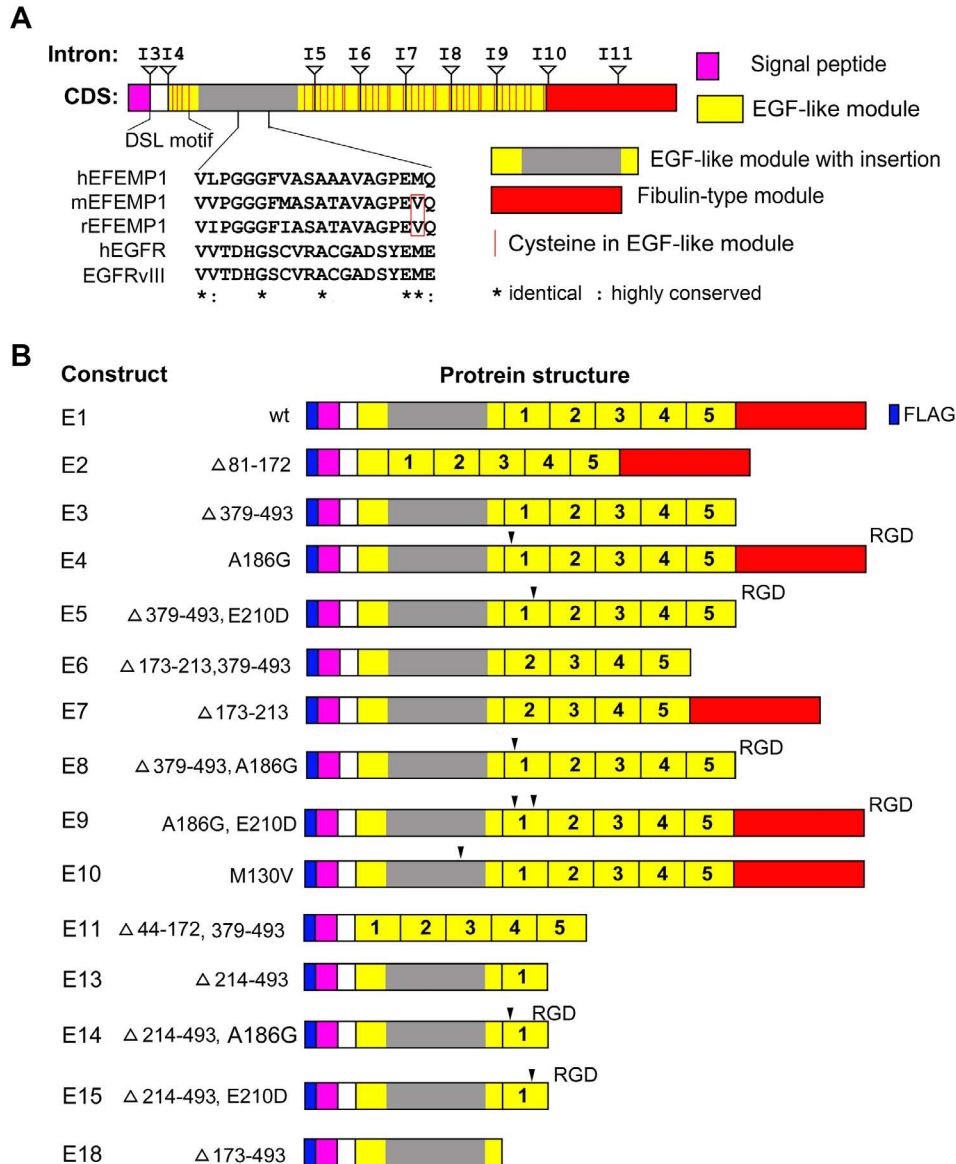 A
Intron: I3 I4 I5 I6 I7 I8 I9 I10 I11
CDS:
DSL motif
hEFEMP1 VLPGGGFVASAAAVAGPEMQ
mEFEMP1 VVPGGGFMASATAVAGPEVQ
rEFEMP1 VIPGGGFIASATAVAGPEVQ
hEGFR VVTDHGSCVRACGADSYEME
EGFRvIII VVTDHGSCVRACGADSYEME
*: * * **:
Signal peptide
EGF-like module
EGF-like module with insertion
Fibulin-type module
Cysteine in EGF-like module
* identical : highly conserved
B
Construct Protrein structure
E1 wt 1 2 3 4 5 FLAG
E2 △81-172 1 2 3 4 5
E3 △379-493 1 2 3 4 5
RGD
E4 A186G 1 2 3 4 5
RGD
E5 △379-493, E210D 1 2 3 4 5
E6 △173-213,379-493 2 3 4 5
E7 △173-213 2 3 4 5
RGD
E8 △379-493, A186G 1 2 3 4 5
RGD
E9 A186G, E210D 1 2 3 4 5
E10 M130V 1 2 3 4 5
E11 △44-172, 379-493 1 2 3 4 5
E13 △214-493 1
RGD
E14 △214-493, A186G 1
RGD
E15 △214-493, E210D 1
E18 △173-493